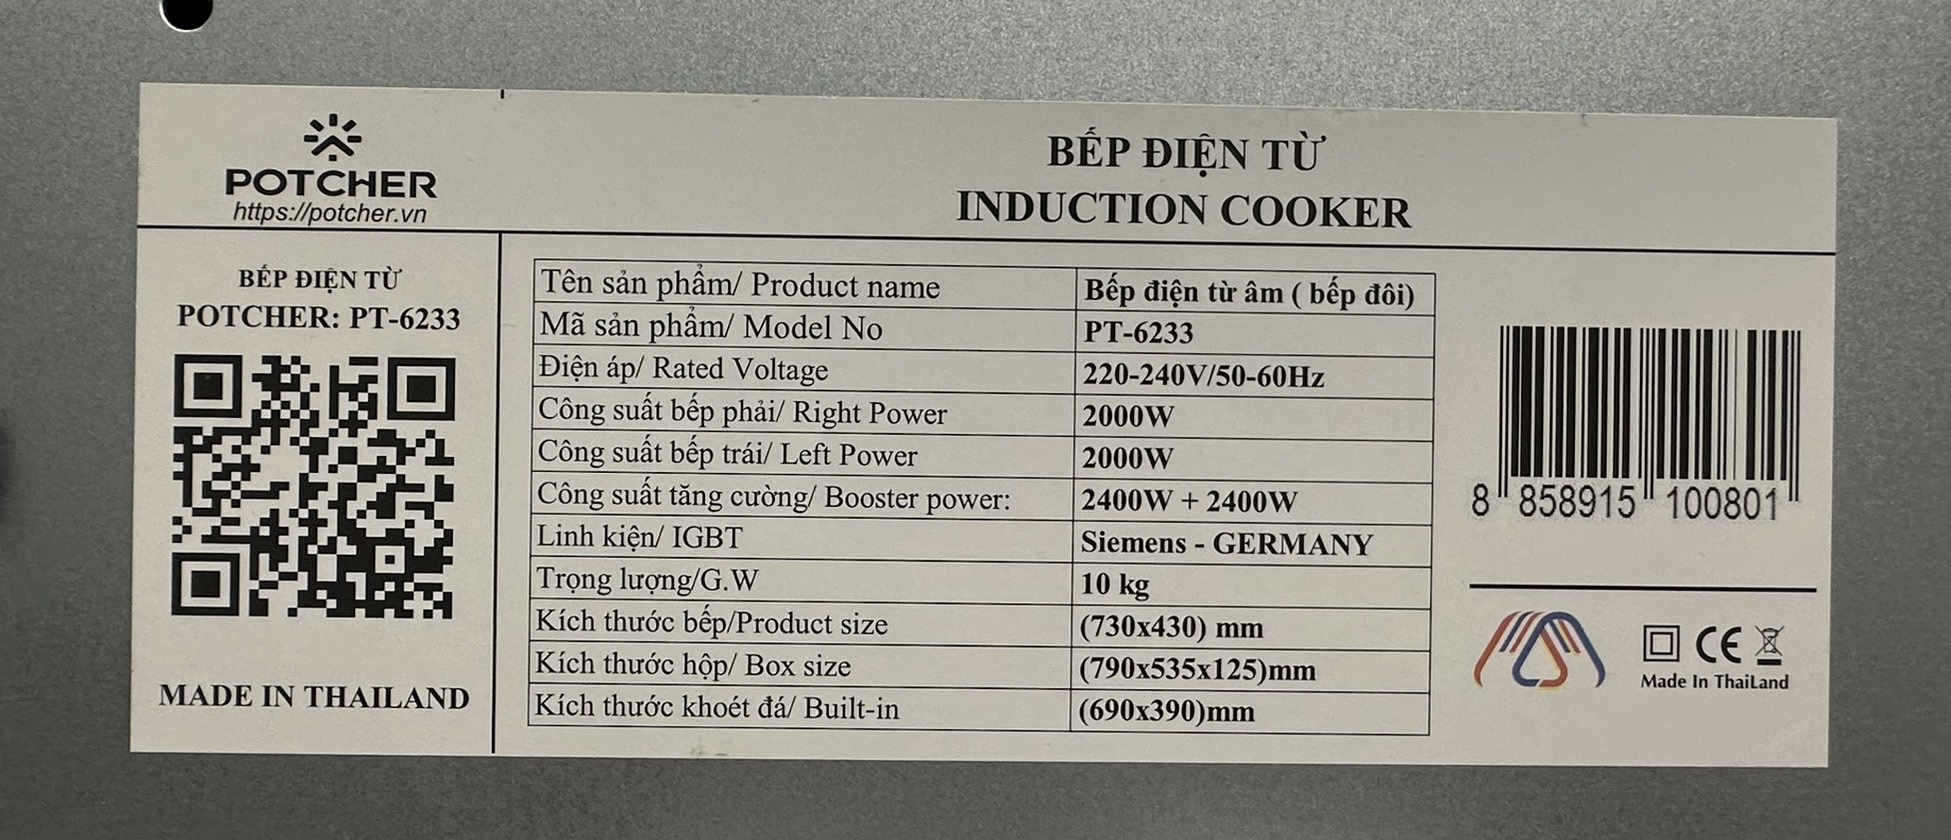 POTCHER
https://potcher.vn
BẾP ĐIỆN TỪ
INDUCTION COOKER
BẾP ĐIỆN TỪ
POTCHER: PT-6233
MADE IN THAILAND
Tên sản phẩm/ Product name Bếp điện từ âm ( bếp đôi)
Mã sản phẩm/ Model No PT-6233
Điện áp/ Rated Voltage 220-240V/50-60Hz
Công suất bếp phải/ Right Power 2000W
Công suất bếp trái/ Left Power 2000W
Công suất tăng cường/ Booster power: 2400W + 2400W
Linh kiện/ IGBT Siemens - GERMANY
Trọng lượng/G.W 10 kg
Kích thước bếp/Product size (730x430) mm
Kích thước hộp/ Box size (790x535x125)mm
Kích thước khoét đá/ Built-in (690x390)mm
8 858915 100801
CE
Made In ThaiLand